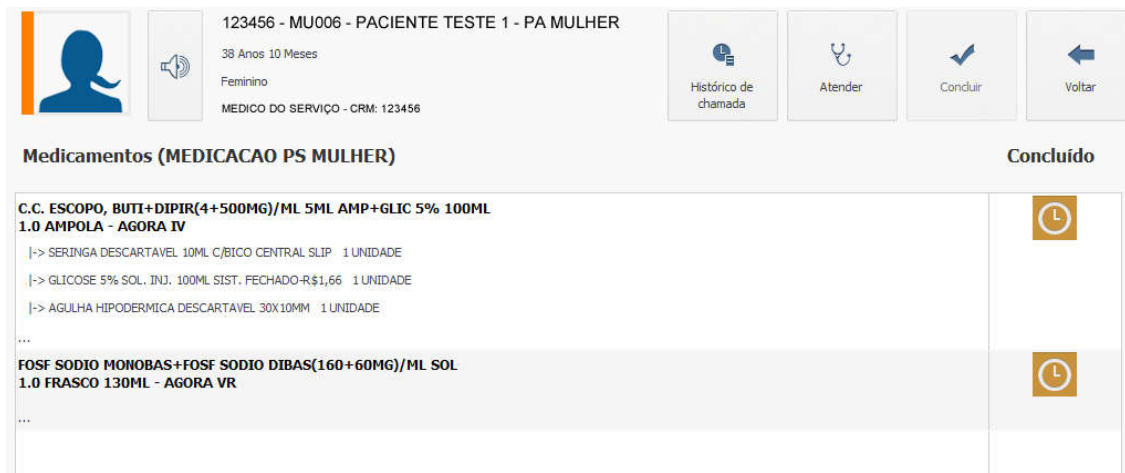 123456 - MU006 - PACIENTE TESTE 1 - PA MULHER
38 Anos 10 Meses
Feminino
MEDICO DO SERVIÇO - CRM: 123456
Histórico de
chamada
Atender
Concluir
Voltar
Medicamentos (MEDICACAO PS MULHER)
Concluído
C.C. ESCOPO, BUTI+DIPIR(4+500MG)/ML 5ML AMP+GLIC 5% 100ML
1.0 AMPOLA - AGORA IV
|-> SERINGA DESCARTAVEL 10ML C/BICO CENTRAL SLIP 1 UNIDADE
|-> GLICOSE 5% SOL. INJ. 100ML SIST. FECHADO-R$1,66 1 UNIDADE
|-> AGULHA HIPODERMICA DESCARTAVEL 30X10MM 1 UNIDADE
...
FOSF SODIO MONOBAS+FOSF SODIO DIBAS(160+60MG)/ML SOL
1.0 FRASCO 130ML - AGORA VR
...